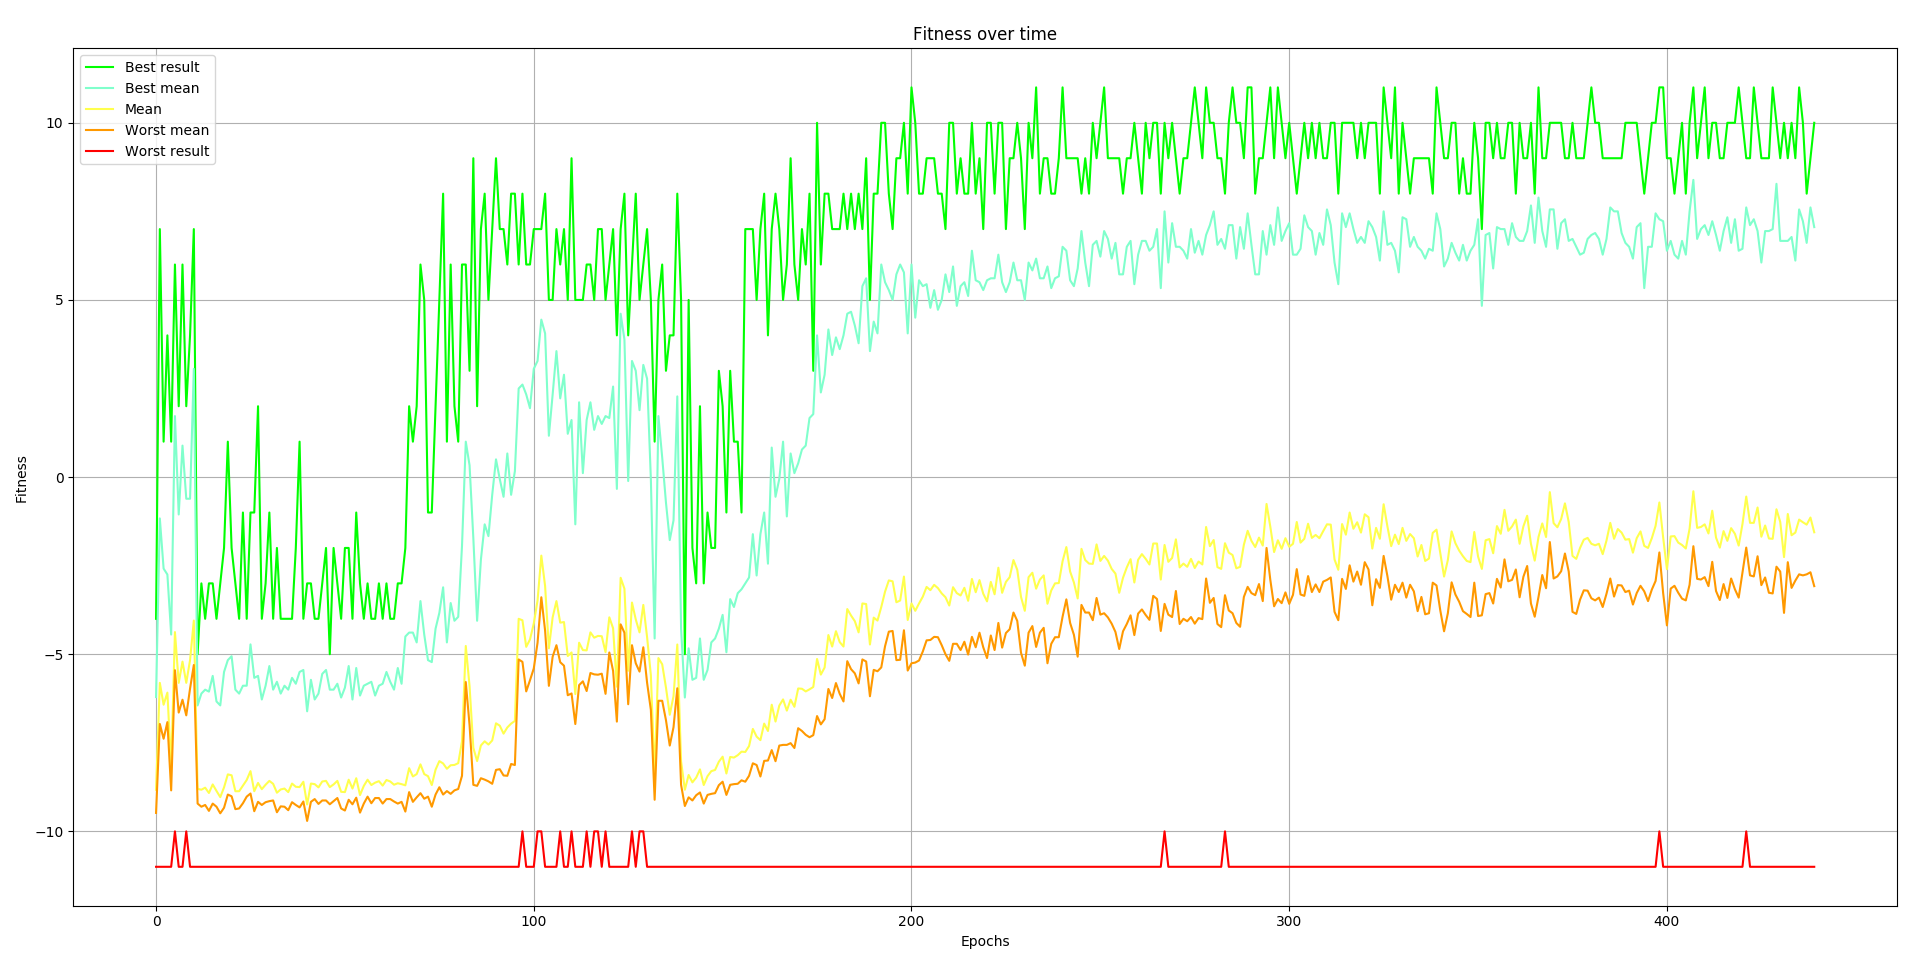 Fitness over time
Best result
Best mean
Mean
Worst mean
Worst result
10
5
0
−5
−10
Fitness
0 100 200 300 400
Epochs